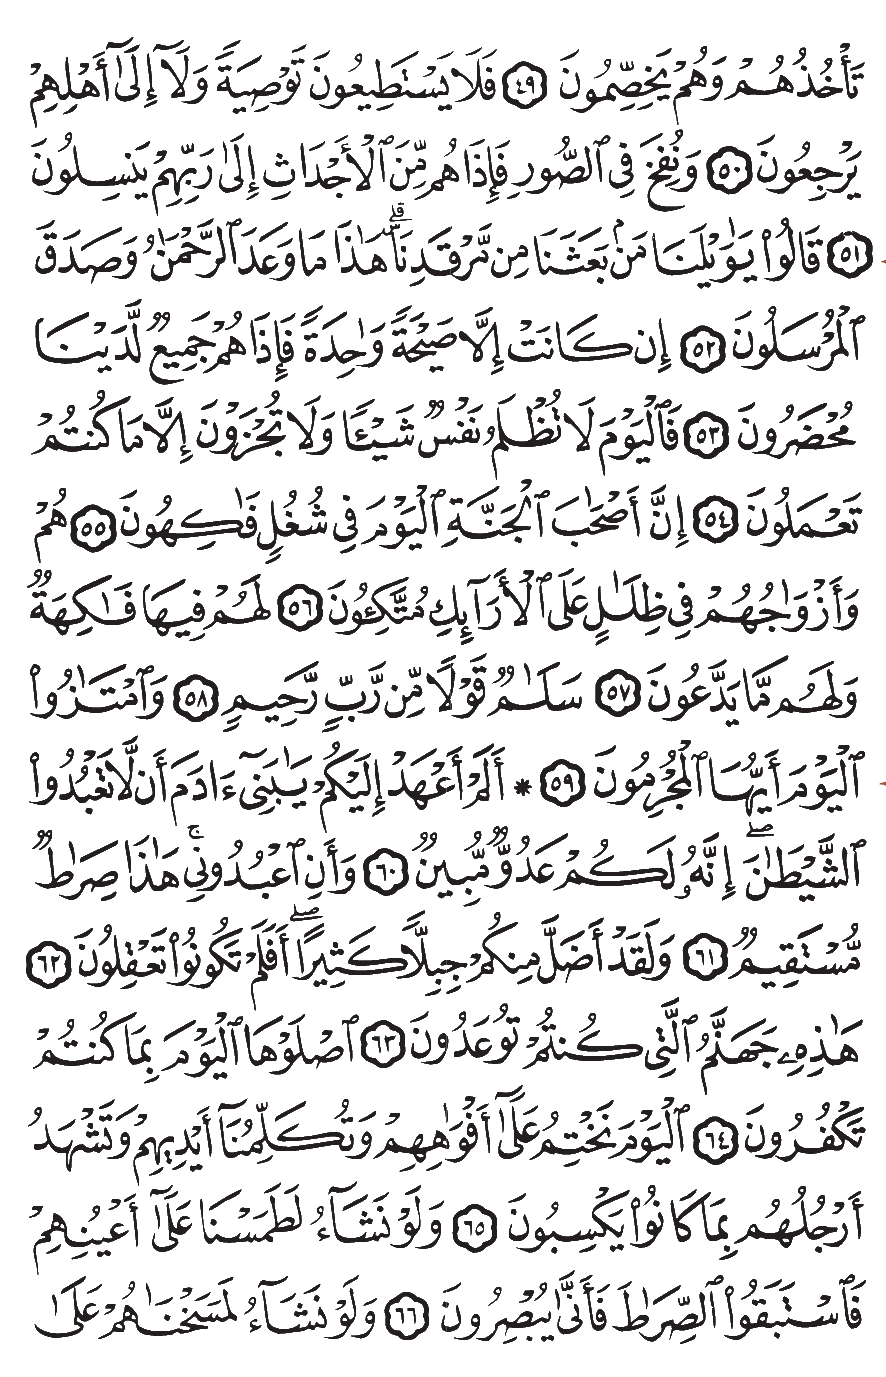 تَأْخُذُهُمْ وَهُمْ يَخِصِّمُونَ ٤٩ فَلَا يَسْتَطِيعُونَ تَوْصِيَةً وَلَآ إِلَىٰٓ أَهْلِهِمْ
يَرْجِعُونَ ٥٠ وَنُفِخَ فِي ٱلصُّورِ فَإِذَا هُم مِّنَ ٱلْأَجْدَاثِ إِلَىٰ رَبِّهِمْ يَنسِلُونَ
٥١ قَالُوا۟ يَـٰوَيْلَنَا مَنۢ بَعَثَنَا مِن مَّرْقَدِنَا ۗ هَـٰذَا مَا وَعَدَ ٱلرَّحْمَـٰنُ وَصَدَقَ
ٱلْمُرْسَلُونَ ٥٢ إِن كَانَتْ إِلَّا صَيْحَةً وَٰحِدَةً فَإِذَا هُمْ جَمِيعٌ لَّدَيْنَا
مُحْضَرُونَ ٥٣ فَٱلْيَوْمَ لَا تُظْلَمُ نَفْسٌ شَيْـًٔا وَلَا تُجْزَوْنَ إِلَّا مَا كُنتُمْ
تَعْمَلُونَ ٥٤ إِنَّ أَصْحَـٰبَ ٱلْجَنَّةِ ٱلْيَوْمَ فِي شُغُلٍ فَـٰكِهُونَ ٥٥ هُمْ
وَأَزْوَٰجُهُمْ فِي ظِلَـٰلٍ عَلَى ٱلْأَرَآئِكِ مُتَّكِـُٔونَ ٥٦ لَهُمْ فِيهَا فَـٰكِهَةٌ
وَلَهُم مَّا يَدَّعُونَ ٥٧ سَلَـٰمٌ قَوْلًا مِّن رَّبٍّ رَّحِيمٍ ٥٨ وَٱمْتَـٰزُوا۟
ٱلْيَوْمَ أَيُّهَا ٱلْمُجْرِمُونَ ٥٩ * أَلَمْ أَعْهَدْ إِلَيْكُمْ يَـٰبَنِيٓ ءَادَمَ أَن لَّا تَعْبُدُوا۟
ٱلشَّيْطَـٰنَ ۖ إِنَّهُۥ لَكُمْ عَدُوٌّ مُّبِينٌ ٦٠ وَأَنِ ٱعْبُدُونِي ۚ هَـٰذَا صِرَٰطٌ
مُّسْتَقِيمٌ ٦١ وَلَقَدْ أَضَلَّ مِنكُمْ جِبِلًّا كَثِيرًا ۖ أَفَلَمْ تَكُونُوا۟ تَعْقِلُونَ ٦٢
هَـٰذِهِۦ جَهَنَّمُ ٱلَّتِي كُنتُمْ تُوعَدُونَ ٦٣ ٱصْلَوْهَا ٱلْيَوْمَ بِمَا كُنتُمْ
تَكْفُرُونَ ٦٤ ٱلْيَوْمَ نَخْتِمُ عَلَىٰٓ أَفْوَٰهِهِمْ وَتُكَلِّمُنَآ أَيْدِيهِمْ وَتَشْهَدُ
أَرْجُلُهُم بِمَا كَانُوا۟ يَكْسِبُونَ ٦٥ وَلَوْ نَشَآءُ لَطَمَسْنَا عَلَىٰٓ أَعْيُنِهِمْ
فَٱسْتَبَقُوا۟ ٱلصِّرَٰطَ فَأَنَّىٰ يُبْصِرُونَ ٦٦ وَلَوْ نَشَآءُ لَمَسَخْنَـٰهُمْ عَلَىٰ